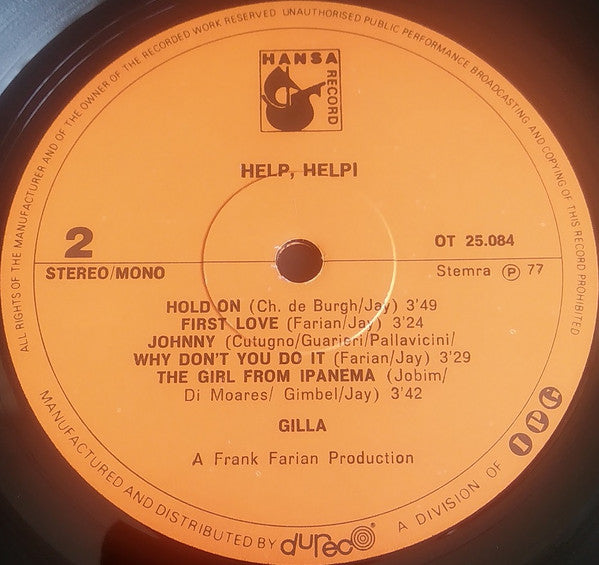 ALL RIGHTS OF THE MANUFACTURER AND OF THE OWNER OF THE RECORDED WORK RESERVED UNAUTHORISED PUBLIC PERFORMANCE BROADCASTING AND COPYING OF THIS RECORD PROHIBITED
HANSA
RECORD
HELP, HELP!
2
STEREO/MONO
OT 25.084
Stemra Ⓟ 77
HOLD ON (Ch. de Burgh/Jay) 3'49
FIRST LOVE (Farian/Jay) 3'24
JOHNNY (Cutugno/Guarieri/Pallavicini/
WHY DON'T YOU DO IT (Farian/Jay) 3'29
THE GIRL FROM IPANEMA (Jobim/
Di Moares/ Gimbel/Jay) 3'42
GILLA
A Frank Farian Production
MANUFACTURED AND DISTRIBUTED BY dureco A DIVISION OF IPG